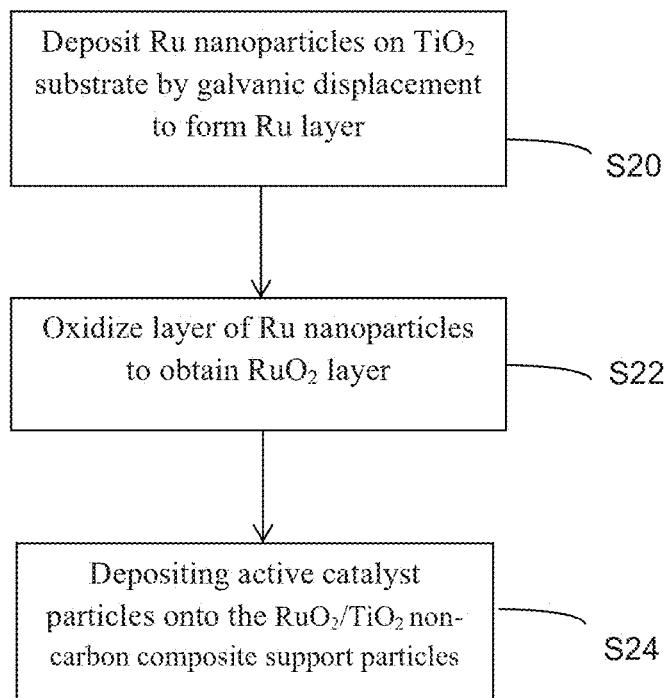 Deposit Ru nanoparticles on TiO₂
substrate by galvanic displacement
to form Ru layer
S20
Oxidize layer of Ru nanoparticles
to obtain RuO₂ layer
S22
Depositing active catalyst
particles onto the RuO₂/TiO₂ non-
carbon composite support particles
S24